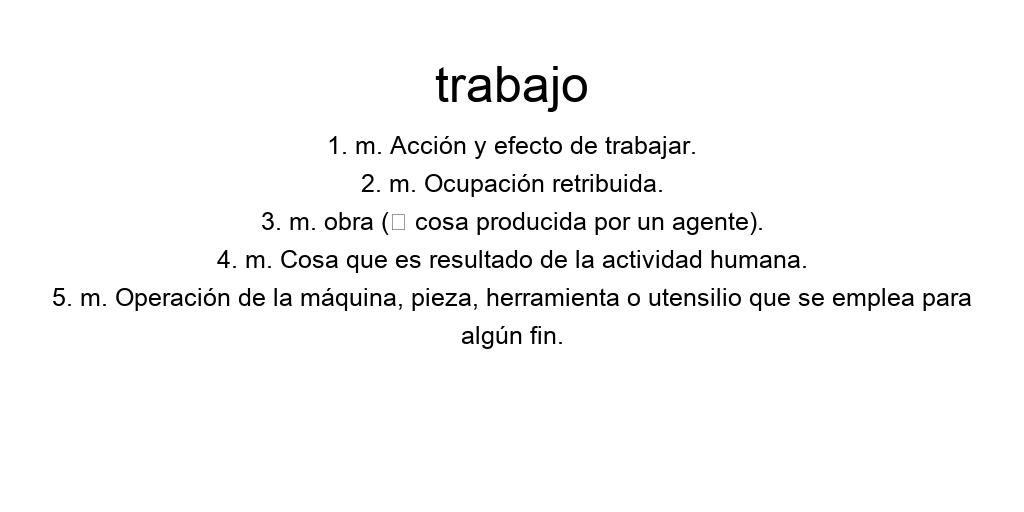 trabajo
1. m. Acción y efecto de trabajar.
2. m. Ocupación retribuida.
3. m. obra (□ cosa producida por un agente).
4. m. Cosa que es resultado de la actividad humana.
5. m. Operación de la máquina, pieza, herramienta o utensilio que se emplea para
algún fin.